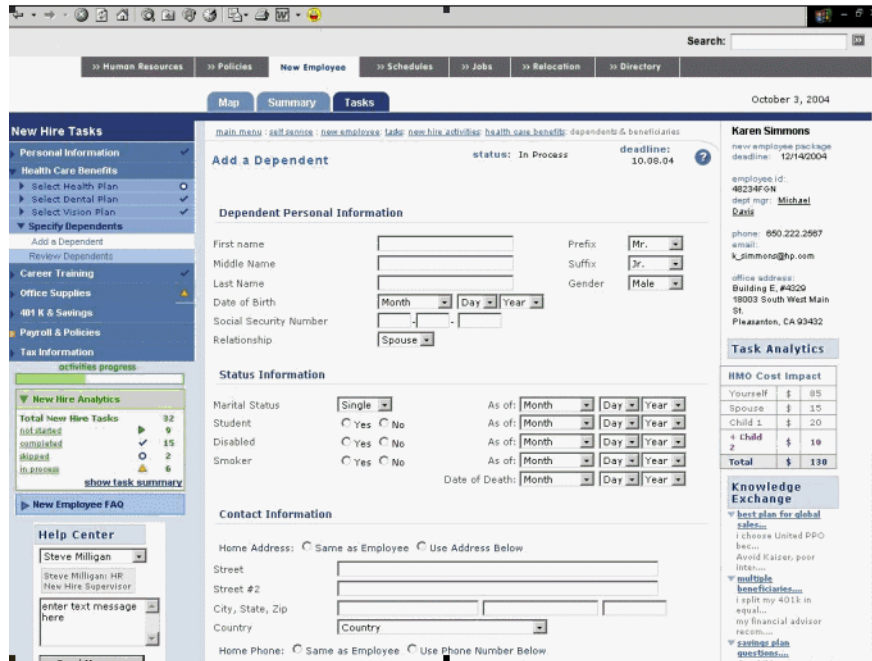 Search:
>> Human Resources >> Policies New Employee >> Schedules >> Jobs >> Relocation >> Directory
Map Summary Tasks October 3, 2004
New Hire Tasks
Personal Information
Health Care Benefits
Select Health Plan
Select Dental Plan
Select Vision Plan
Specify Dependents
Add a Dependent
Review Dependents
Career Training
Office Supplies
401 K & Savings
Payroll & Policies
Tax Information
activities progress
New Hire Analytics
Total New Hire Tasks 32
not started 9
completed 15
skipped 2
in process 6
show task summary
New Employee FAQ
Help Center
Steve Milligan
Steve Milligan: HR
New Hire Supervisor
enter text message
here
main menu : self service : new employee: tasks: new hire activities: health care benefits: dependents & beneficiaries
Add a Dependent status: In Process deadline:
10.08.04 ?
Dependent Personal Information
First name Prefix Mr.
Middle Name Suffix Jr.
Last Name Gender Male
Date of Birth Month Day Year
Social Security Number - -
Relationship Spouse
Status Information
Marital Status Single As of: Month Day Year
Student Yes No As of: Month Day Year
Disabled Yes No As of: Month Day Year
Smoker Yes No As of: Month Day Year
Date of Death: Month Day Year
Contact Information
Home Address: Same as Employee Use Address Below
Street
Street #2
City, State, Zip
Country Country
Home Phone: Same as Employee Use Phone Number Below
Karen Simmons
new employee package
deadline: 12/14/2004
employee id:
48234FGN
dept mgr: Michael
Davis
phone: 650.222.2567
email:
k_simmons@hp.com
office address:
Building E, #4329
18003 South West Main
St.
Pleasanton, CA 93432
Task Analytics
HMO Cost Impact
Yourself $ 85
Spouse $ 15
Child 1 $ 20
+ Child
2 $ 10
Total $ 130
Knowledge
Exchange
best plan for global
sales...
i choose United PPO
bec...
Avoid Kaizer, poor
inter....
multiple
beneficiaries....
i split my 401k in
equal...
my financial advisor
recom....
savings plan
questions....